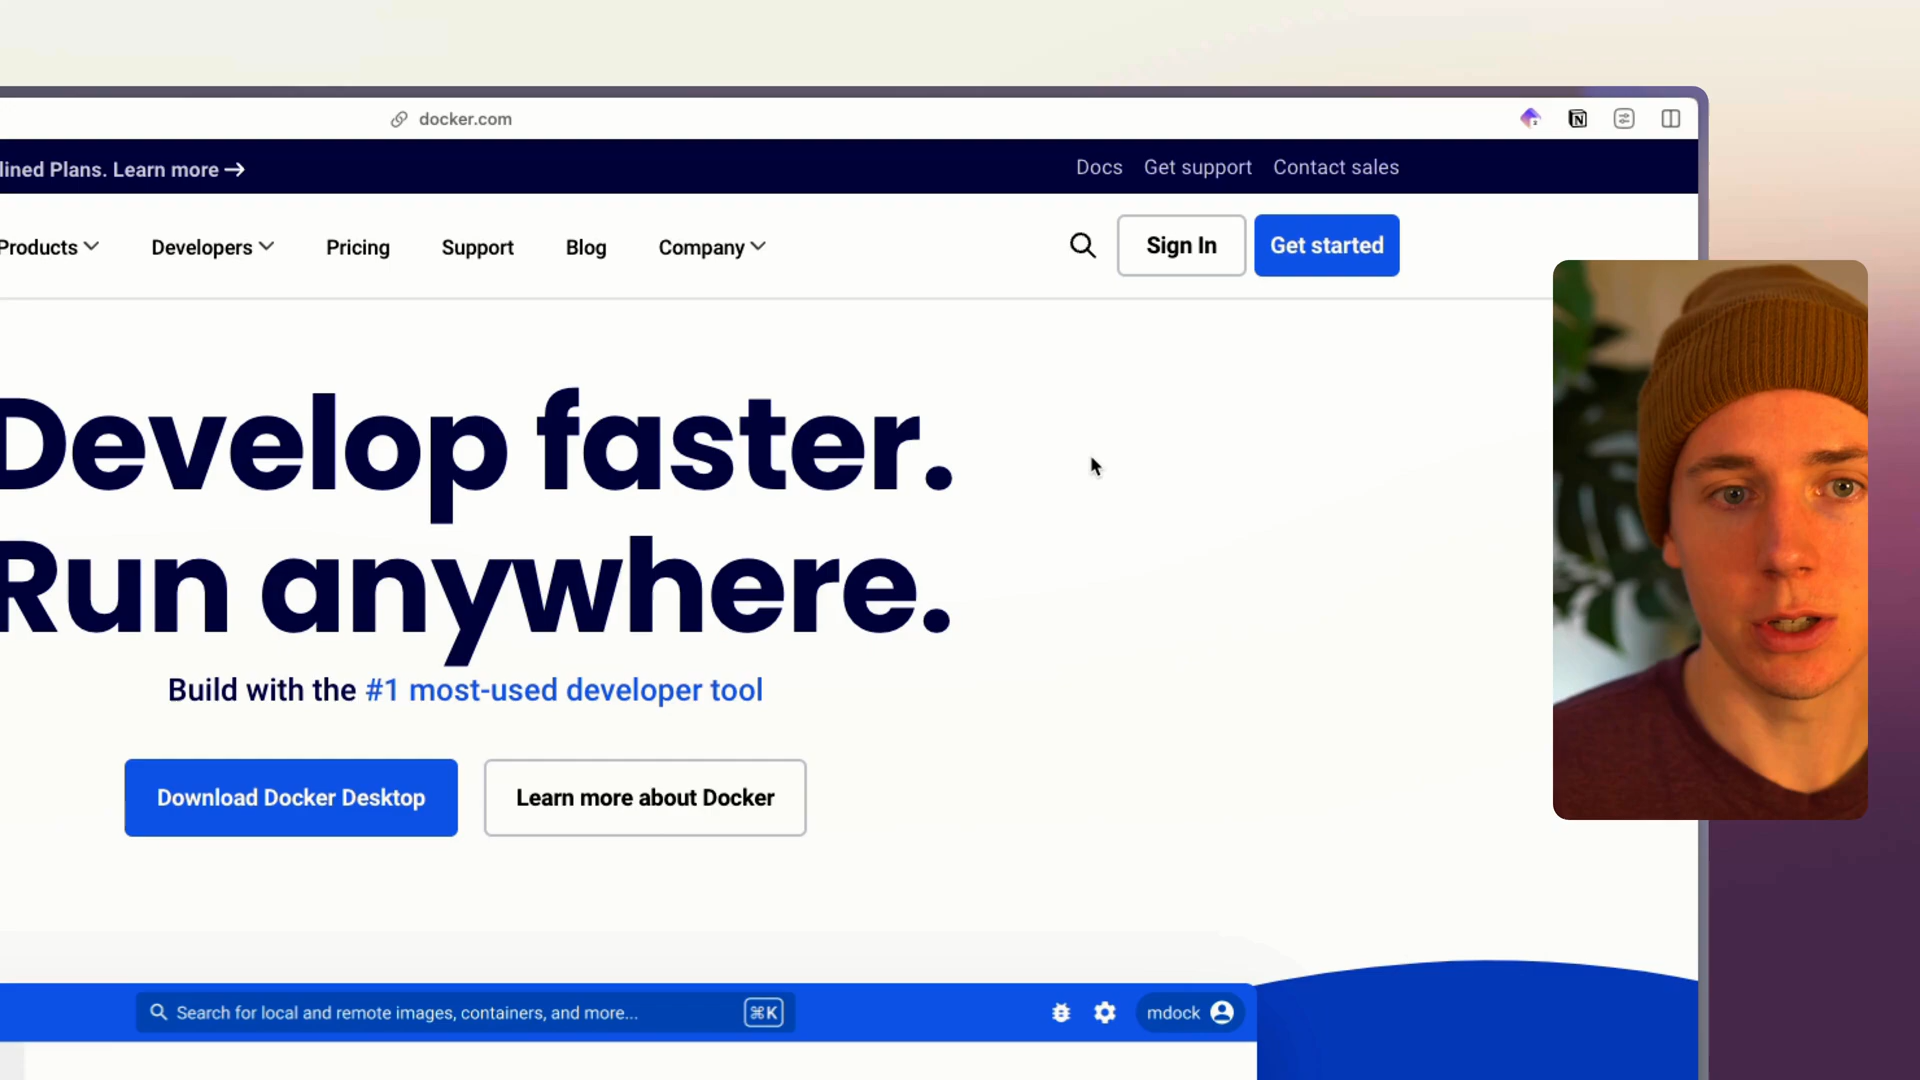 docker.com
lined Plans. Learn more →
Docs Get support Contact sales
Products Developers Pricing Support Blog Company Sign In Get started
Develop faster.
Run anywhere.
Build with the #1 most-used developer tool
Download Docker Desktop Learn more about Docker
Search for local and remote images, containers, and more... ⌘K mdock